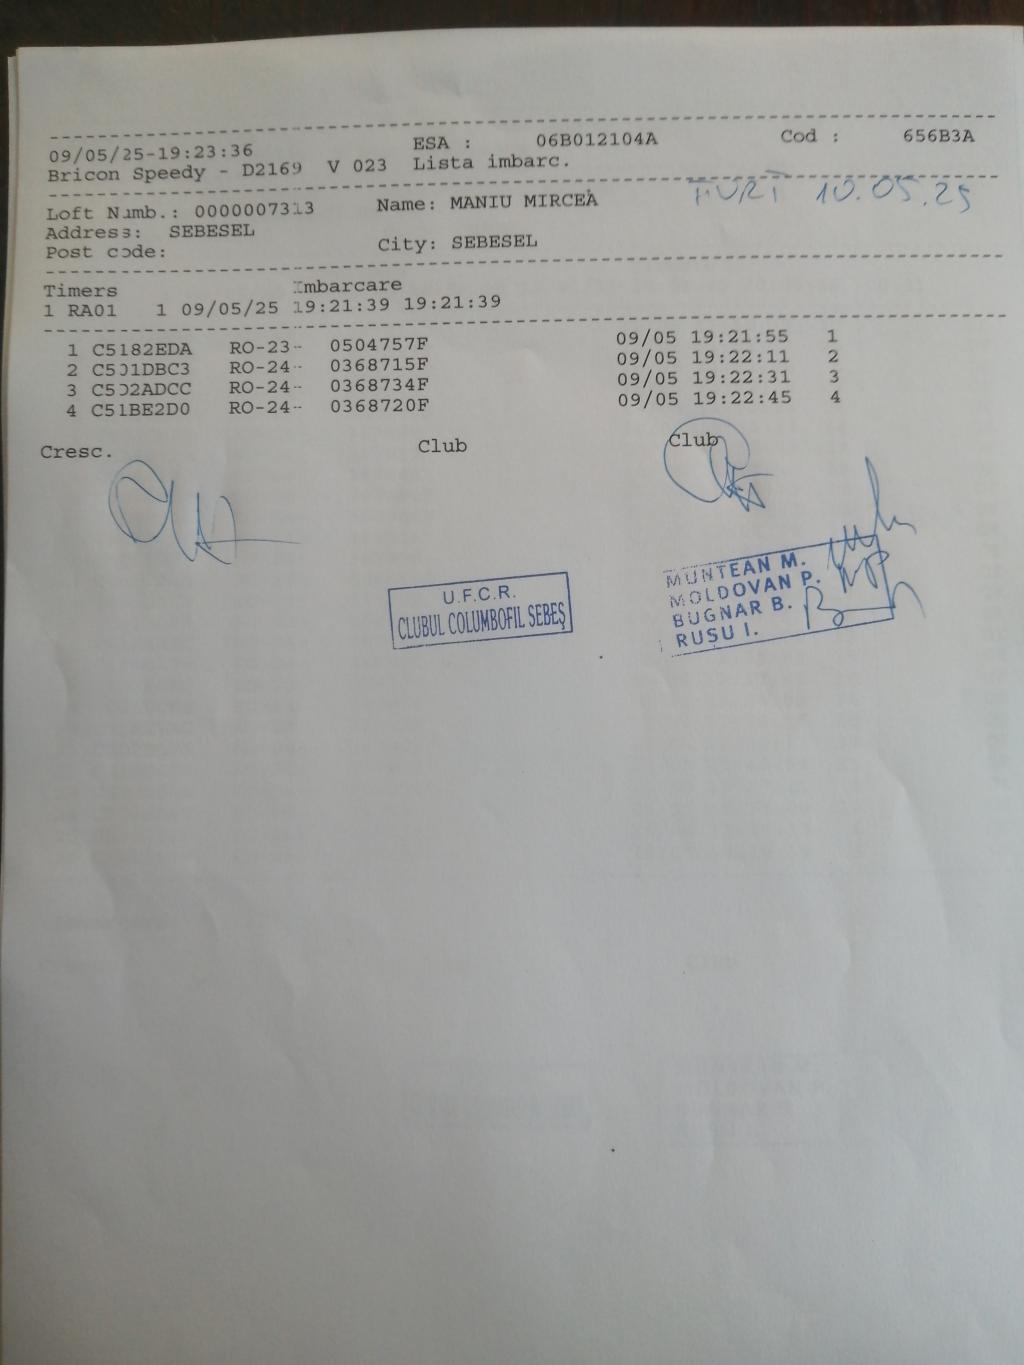 ESA : 06B012104A Cod : 656B3A
09/05/25-19:23:36
Bricon Speedy - D2169 V 023 Lista imbarc.
10.05.25
Loft Numb.: 0000007313 Name: MANIU MIRCEA
Address: SEBESEL
Post code: City: SEBESEL
Timers Imbarcare
1 RA01 1 09/05/25 19:21:39 19:21:39
1 C5182EDA RO-23- 0504757F 09/05 19:21:55 1
2 C501DBC3 RO-24- 0368715F 09/05 19:22:11 2
3 C502ADCC RO-24- 0368734F 09/05 19:22:31 3
4 C51BE2D0 RO-24- 0368720F 09/05 19:22:45 4
Cresc. Club Club
U.F.C.R.
CLUBUL COLUMBOFIL SEBEȘ
MUNTEAN M.
MOLDOVAN P.
BUGNAR B.
RUSU I.